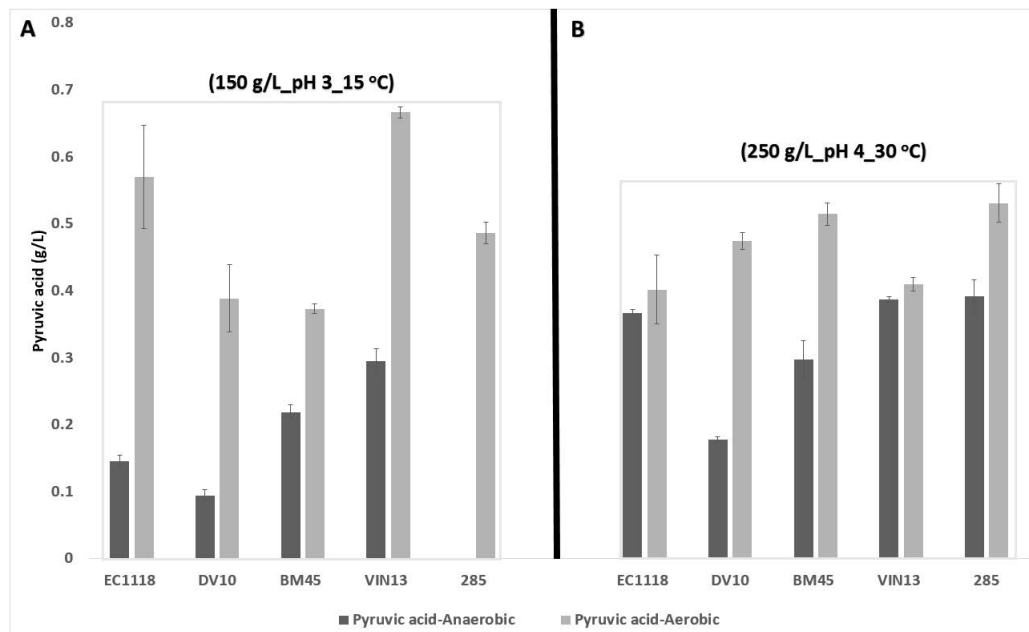 A
B
(150 g/L_pH 3_15 °C)
(250 g/L_pH 4_30 °C)
Pyruvic acid (g/L)
0.8
0.7
0.6
0.5
0.4
0.3
0.2
0.1
0
EC1118 DV10 BM45 VIN13 285 EC1118 DV10 BM45 VIN13 285
Pyruvic acid-Anaerobic Pyruvic acid-Aerobic